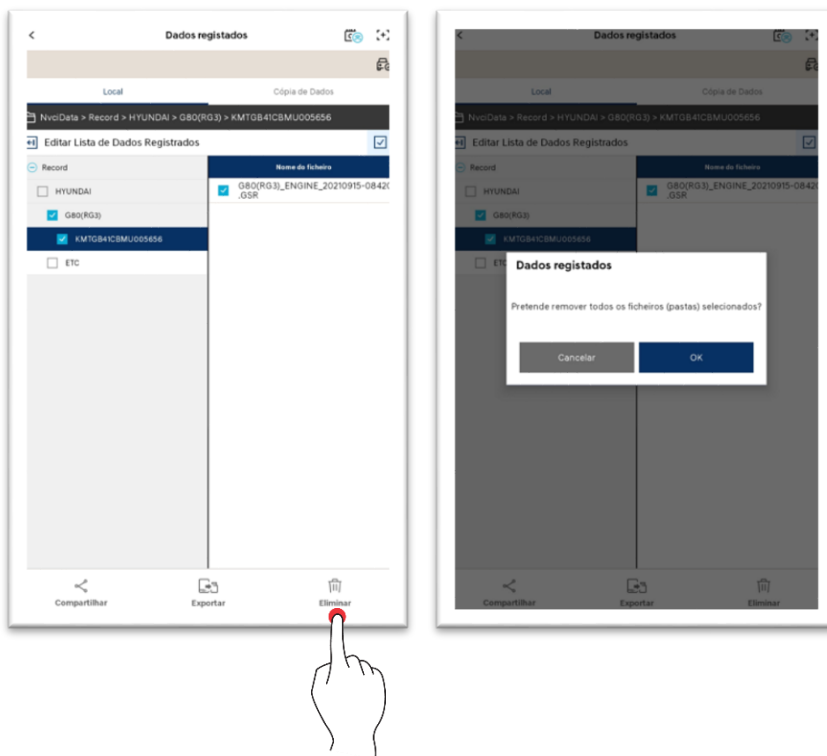 Dados registados
Local
Cópia de Dados
NvciData > Record > HYUNDAI > G80(RG3) > KMTGB41CBMU005656
Editar Lista de Dados Registrados
Record
Nome do ficheiro
HYUNDAI
G80(RG3)_ENGINE_20210915-0842
.GSR
G80(RG3)
KMTGB41CBMU005656
ETC
Compartilhar
Exportar
Eliminar
Dados registados
Local
Cópia de Dados
NvciData > Record > HYUNDAI > G80(RG3) > KMTGB41CBMU005656
Editar Lista de Dados Registrados
Record
Nome do ficheiro
HYUNDAI
G80(RG3)_ENGINE_20210915-0842
.GSR
G80(RG3)
KMTGB41CBMU005656
ETC
Dados registados
Pretende remover todos os ficheiros (pastas) selecionados?
Cancelar
OK
Compartilhar
Exportar
Eliminar